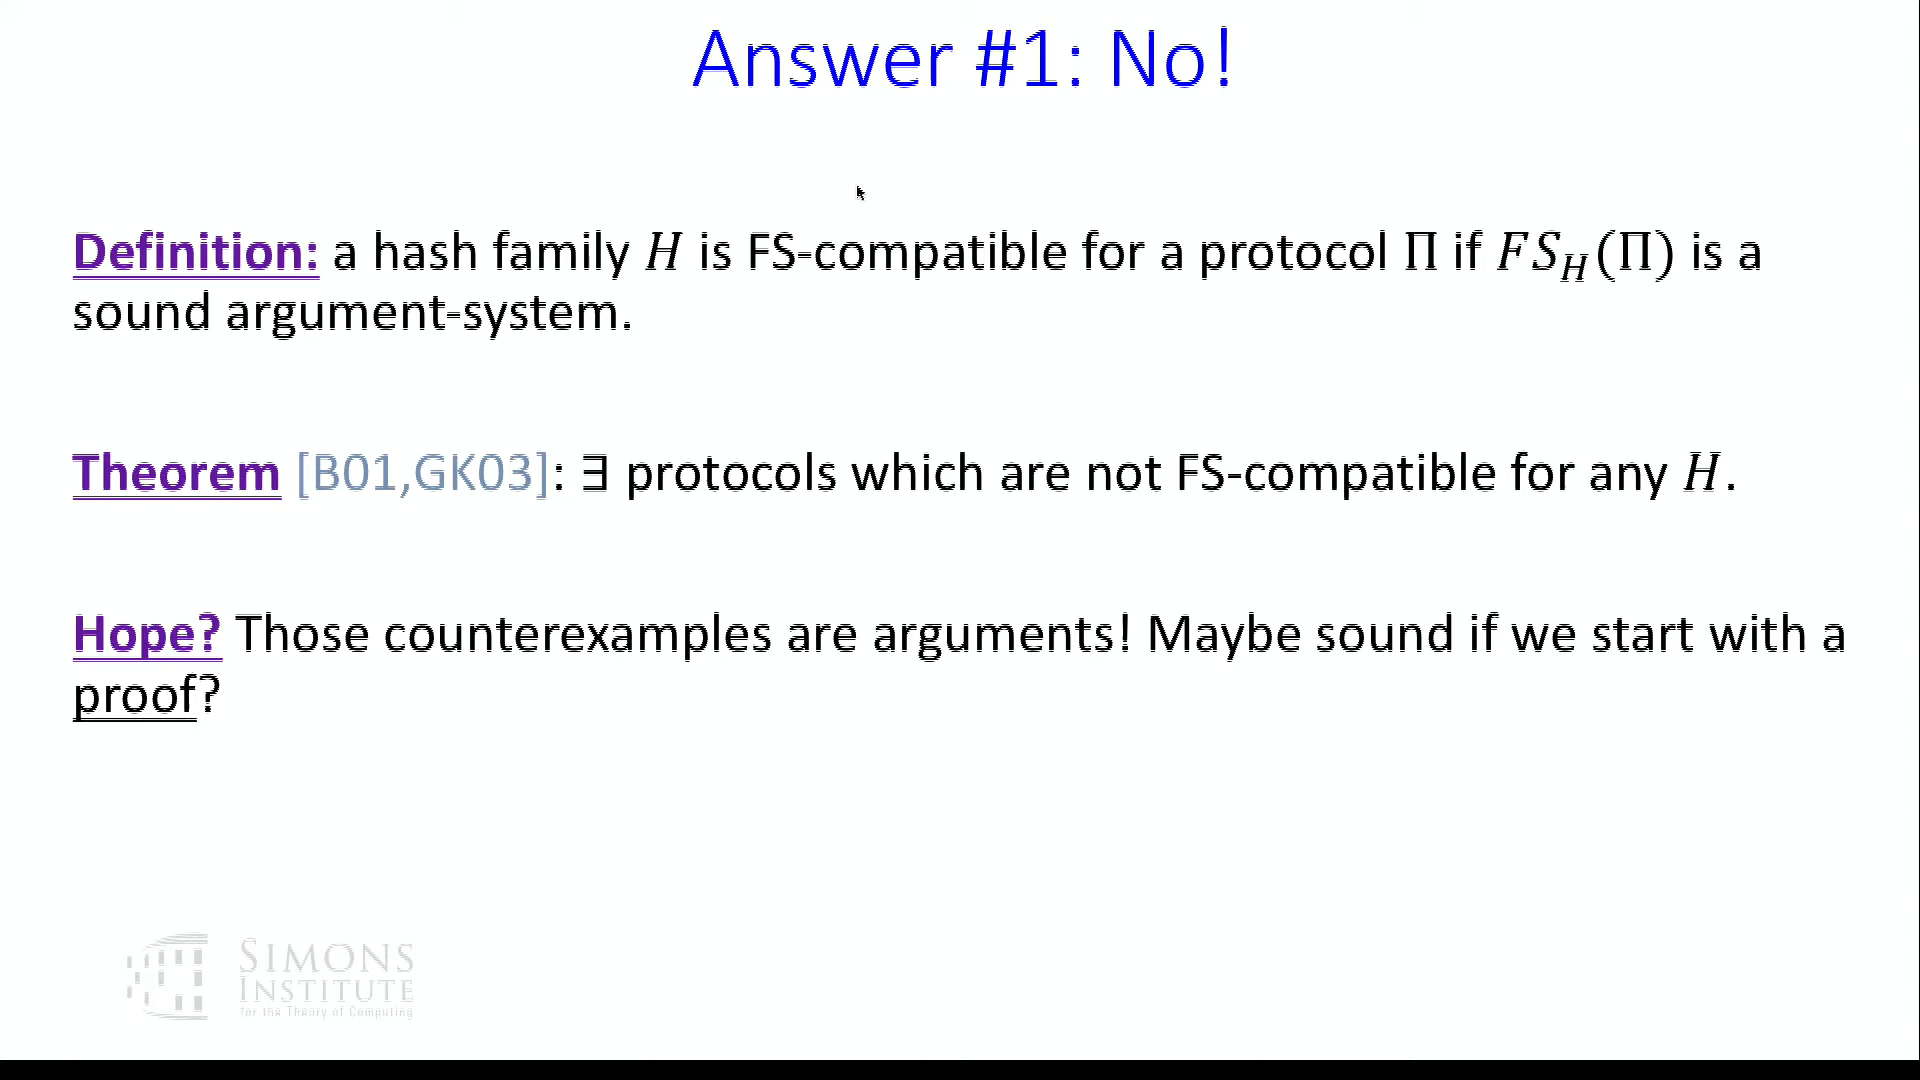 Answer #1: No!
Definition: a hash family H is FS-compatible for a protocol Π if FS_H(Π) is a
sound argument-system.
Theorem [B01,GK03]: ∃ protocols which are not FS-compatible for any H.
Hope? Those counterexamples are arguments! Maybe sound if we start with a
proof?
SIMONS
INSTITUTE
for the Theory of Computing